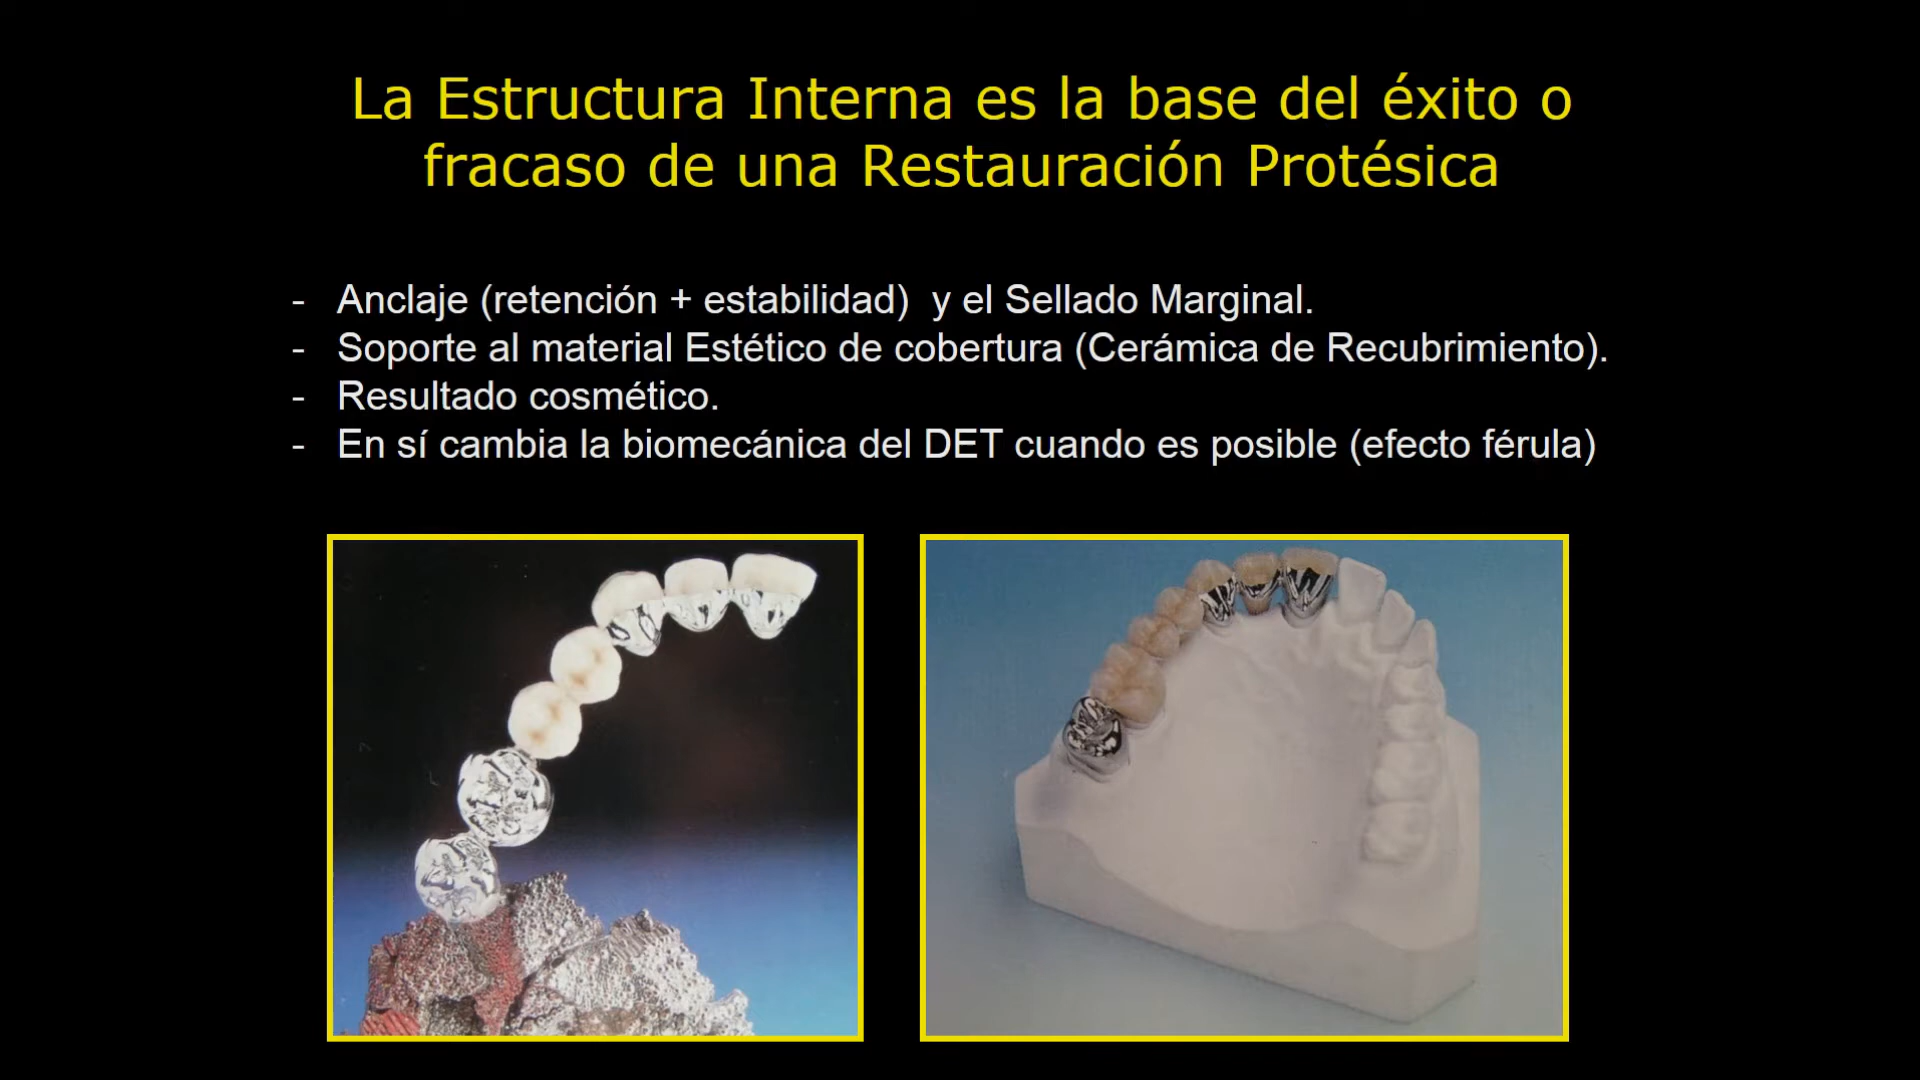 La Estructura Interna es la base del éxito o
fracaso de una Restauración Protésica
- Anclaje (retención + estabilidad) y el Sellado Marginal.
- Soporte al material Estético de cobertura (Cerámica de Recubrimiento).
- Resultado cosmético.
- En sí cambia la biomecánica del DET cuando es posible (efecto férula)